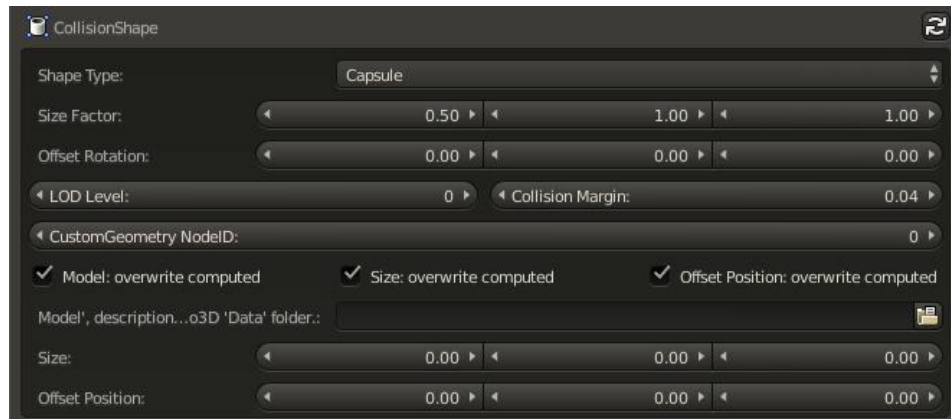 CollisionShape
Shape Type: Capsule
Size Factor: 0.50 1.00 1.00
Offset Rotation: 0.00 0.00 0.00
LOD Level: 0 Collision Margin: 0.04
CustomGeometry NodeID: 0
Model: overwrite computed Size: overwrite computed Offset Position: overwrite computed
Model', description...o3D 'Data' folder.:
Size: 0.00 0.00 0.00
Offset Position: 0.00 0.00 0.00